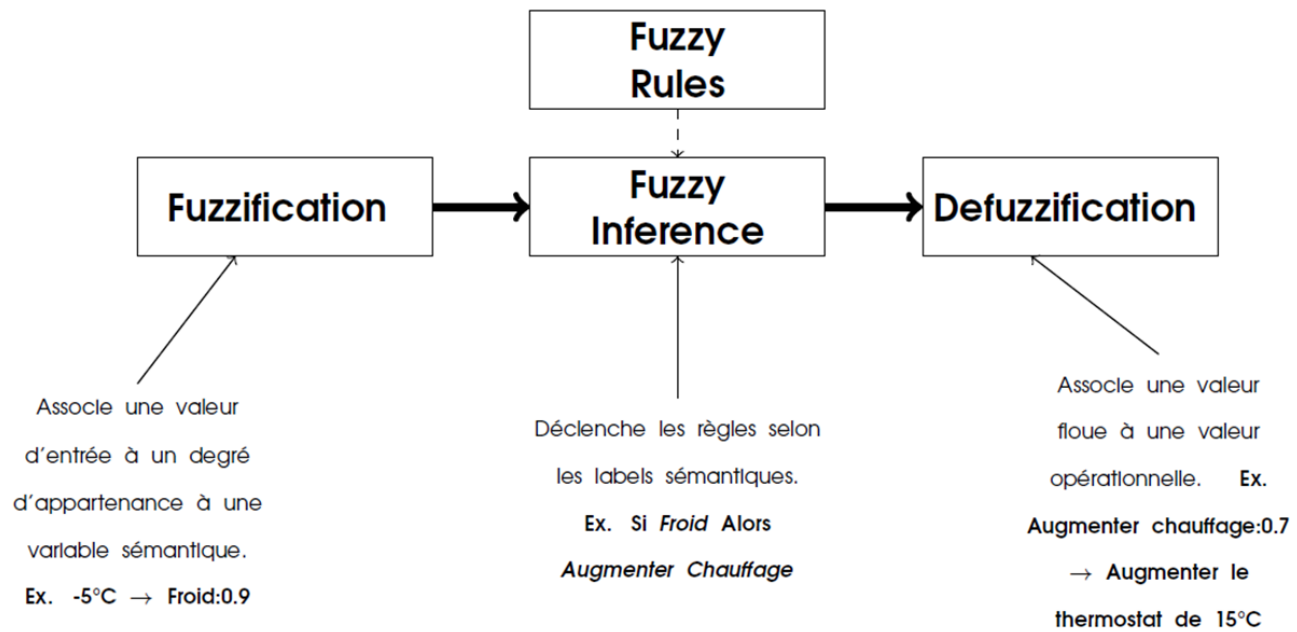 Fuzzy
Rules
Fuzzification
Fuzzy
Inference
Defuzzification
Associe une valeur
d'entrée à un degré
d'appartenance à une
variable sémantique.
Ex. -5°C → Froid:0.9
Déclenche les règles selon
les labels sémantiques.
Ex. Si Froid Alors
Augmenter Chauffage
Associe une valeur
floue à une valeur
opérationnelle. Ex.
Augmenter chauffage:0.7
→ Augmenter le
thermostat de 15°C